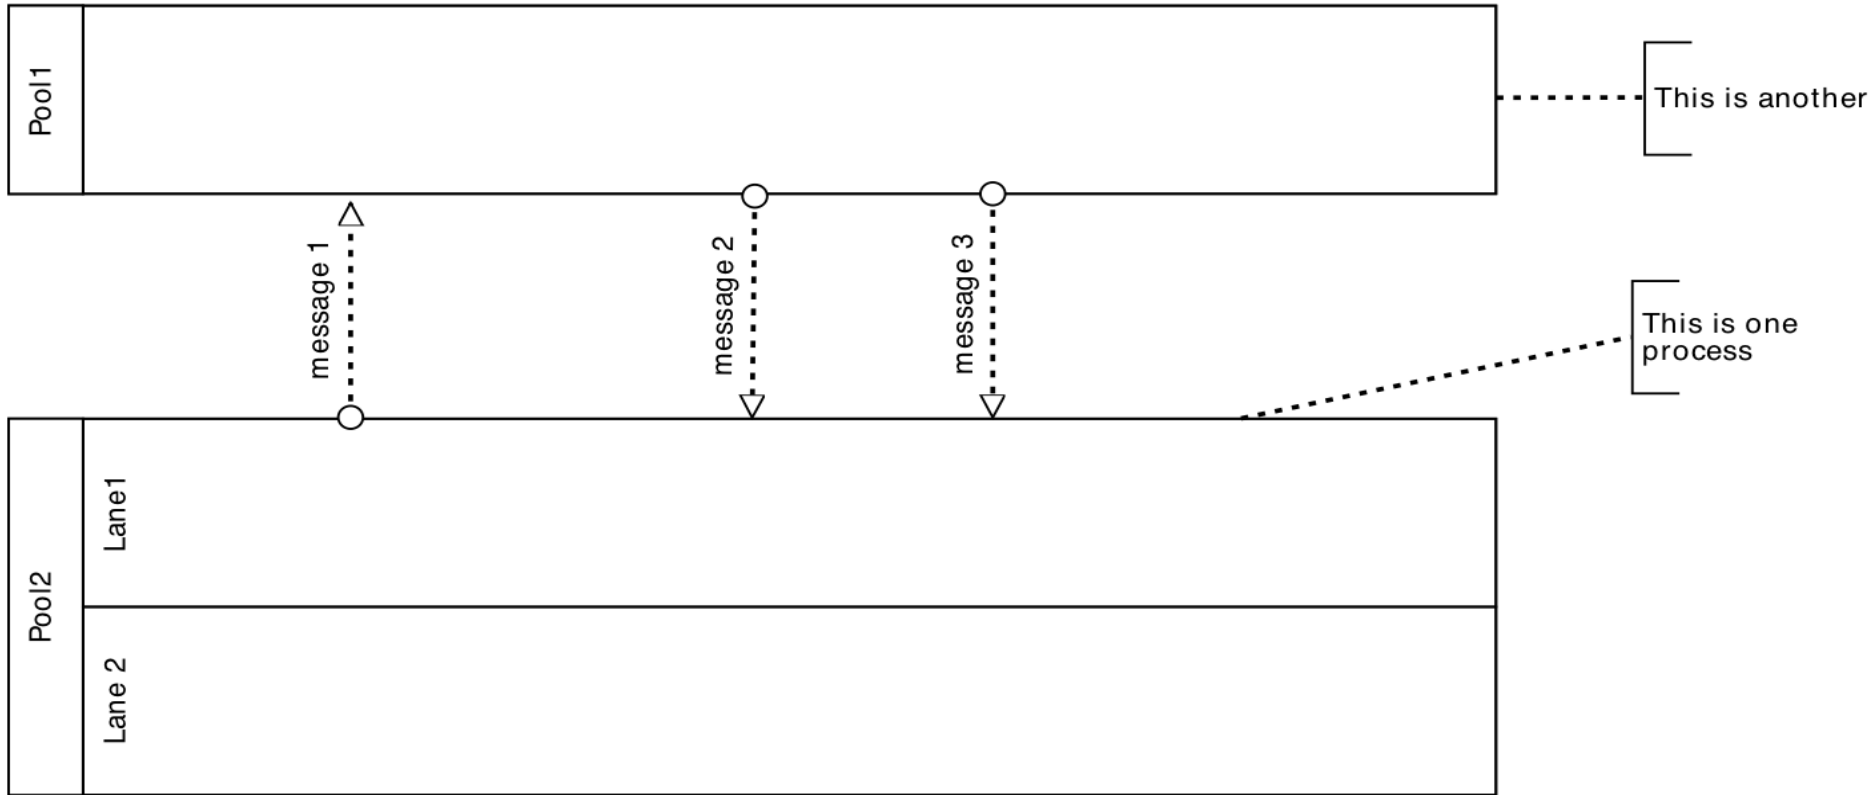 Pool1
This is another
message 1
message 2
message 3
This is one
process
Pool2
Lane1
Lane 2